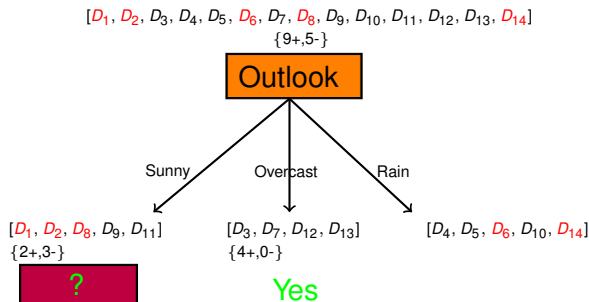 [D₁, D₂, D₃, D₄, D₅, D₆, D₇, D₈, D₉, D₁₀, D₁₁, D₁₂, D₁₃, D₁₄]
{9+,5-}
Outlook
Sunny
Overcast
Rain
[D₁, D₂, D₈, D₉, D₁₁]
{2+,3-}
?
[D₃, D₇, D₁₂, D₁₃]
{4+,0-}
Yes
[D₄, D₅, D₆, D₁₀, D₁₄]